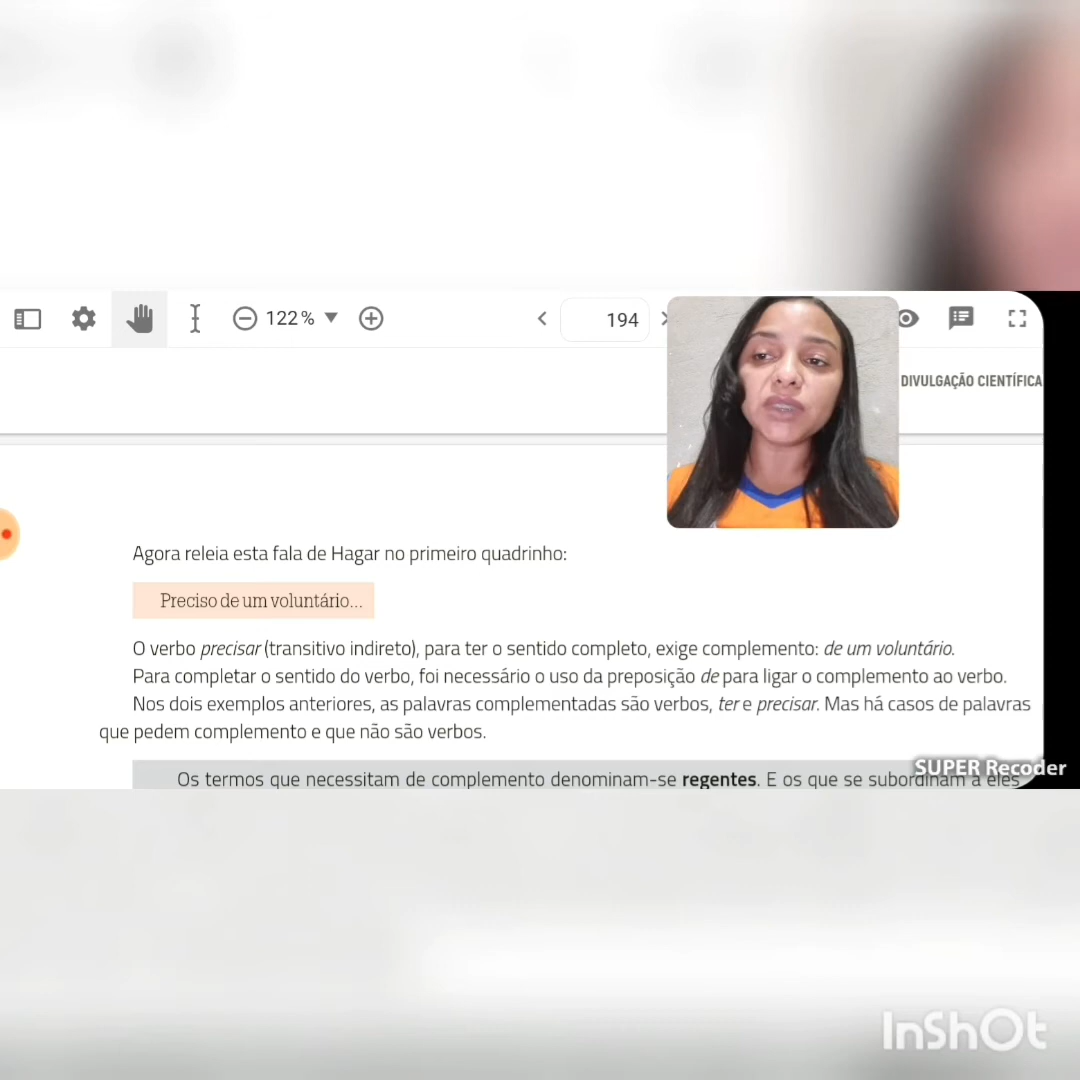 122%
194
DIVULGAÇÃO CIENTÍFICA
Agora releia esta fala de Hagar no primeiro quadrinho:
Preciso de um voluntário...
O verbo precisar (transitivo indireto), para ter o sentido completo, exige complemento: de um voluntário.
Para completar o sentido do verbo, foi necessário o uso da preposição de para ligar o complemento ao verbo.
Nos dois exemplos anteriores, as palavras complementadas são verbos, ter e precisar. Mas há casos de palavras
que pedem complemento e que não são verbos.
Os termos que necessitam de complemento denominam-se regentes. E os que se subordinam a eles
SUPER Recoder
InShOt